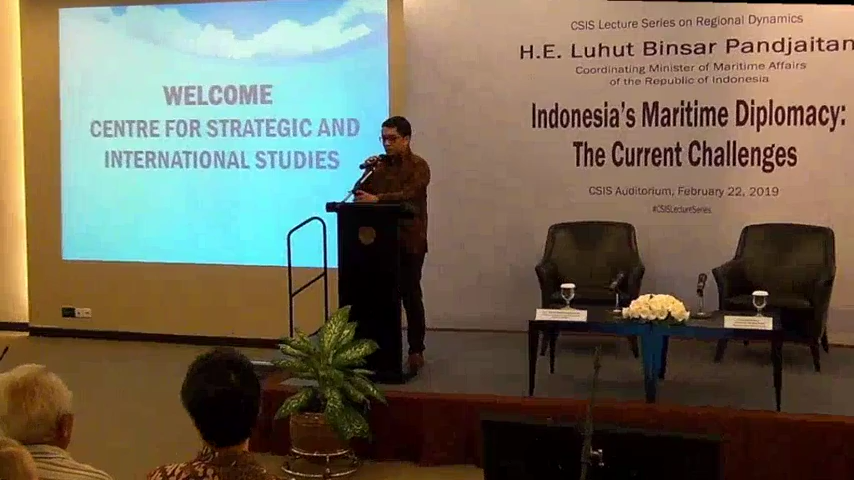 WELCOME
CENTRE FOR STRATEGIC AND
INTERNATIONAL STUDIES
CSIS Lecture Series on Regional Dynamics
H.E. Luhut Binsar Pandjaitan
Coordinating Minister of Maritime Affairs
of the Republic of Indonesia
Indonesia's Maritime Diplomacy:
The Current Challenges
CSIS Auditorium, February 22, 2019
#CSISLectureSeries